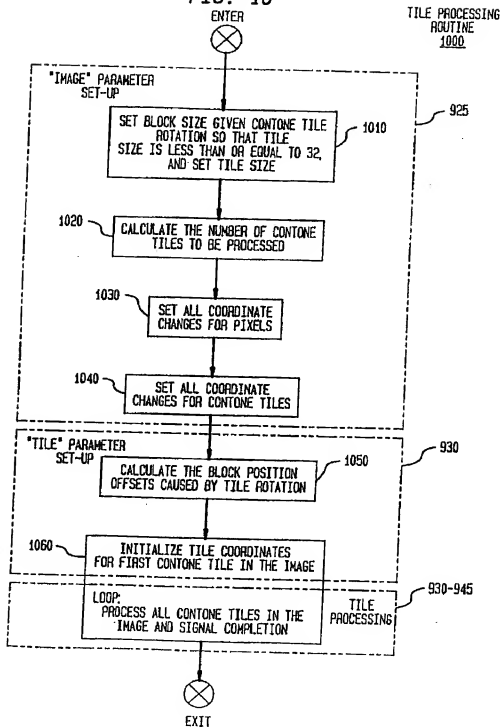 TILE PROCESSING
ROUTINE
1000
ENTER
"IMAGE" PARAMETER
SET-UP
925
SET BLOCK SIZE GIVEN CONTONE TILE
ROTATION SO THAT TILE
SIZE IS LESS THAN OR EQUAL TO 32,
AND SET TILE SIZE
1010
1020
CALCULATE THE NUMBER OF CONTONE
TILES TO BE PROCESSED
1030
SET ALL COORDINATE
CHANGES FOR PIXELS
1040
SET ALL COORDINATE
CHANGES FOR CONTONE TILES
"TILE" PARAMETER
SET-UP
930
CALCULATE THE BLOCK POSITION
OFFSETS CAUSED BY TILE ROTATION
1050
1060
INITIALIZE TILE COORDINATES
FOR FIRST CONTONE TILE IN THE IMAGE
930-945
LOOP:
PROCESS ALL CONTONE TILES IN THE
IMAGE AND SIGNAL COMPLETION
TILE
PROCESSING
EXIT